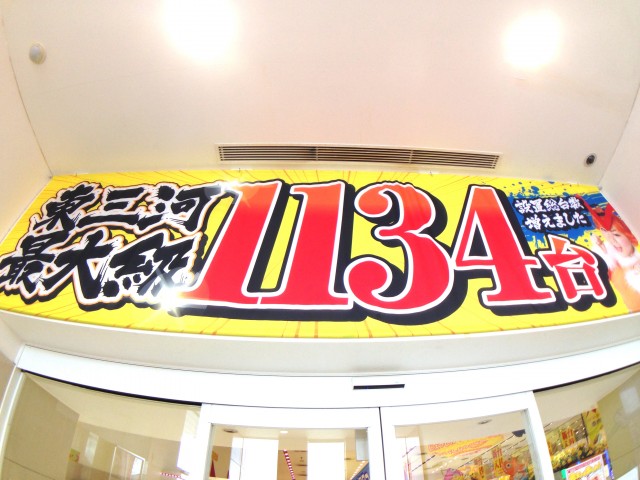 東三河
最大級
1134台
設置総台数
増えました